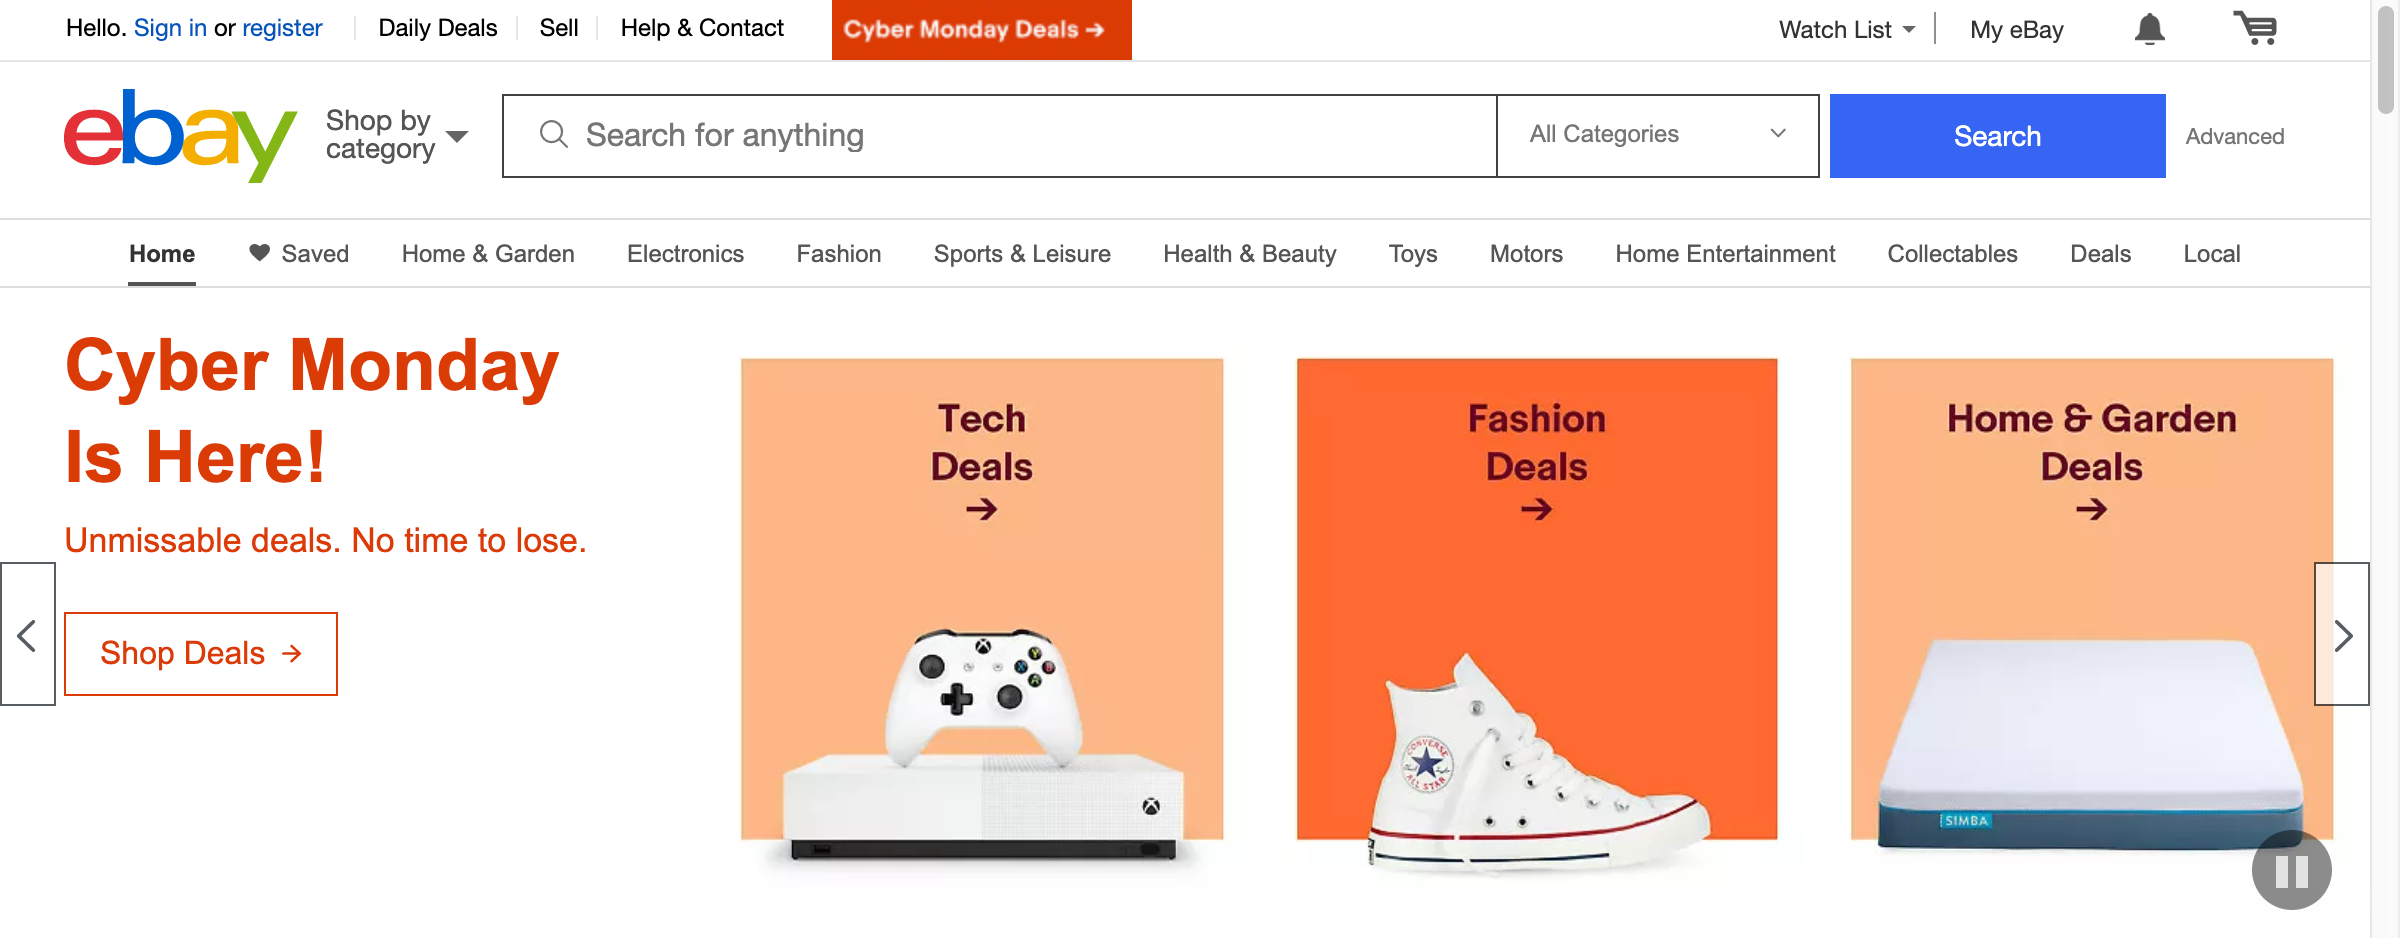 Hello. Sign in or register Daily Deals Sell Help & Contact Cyber Monday Deals → Watch List My eBay
ebay
Shop by
category
Search for anything
All Categories
Search
Advanced
Home Saved Home & Garden Electronics Fashion Sports & Leisure Health & Beauty Toys Motors Home Entertainment Collectables Deals Local
Cyber Monday
Is Here!
Unmissable deals. No time to lose.
Shop Deals →
Tech
Deals
→
Y
X
B
A
Fashion
Deals
→
CONVERSE
ALL STAR
Home & Garden
Deals
→
SIMBA